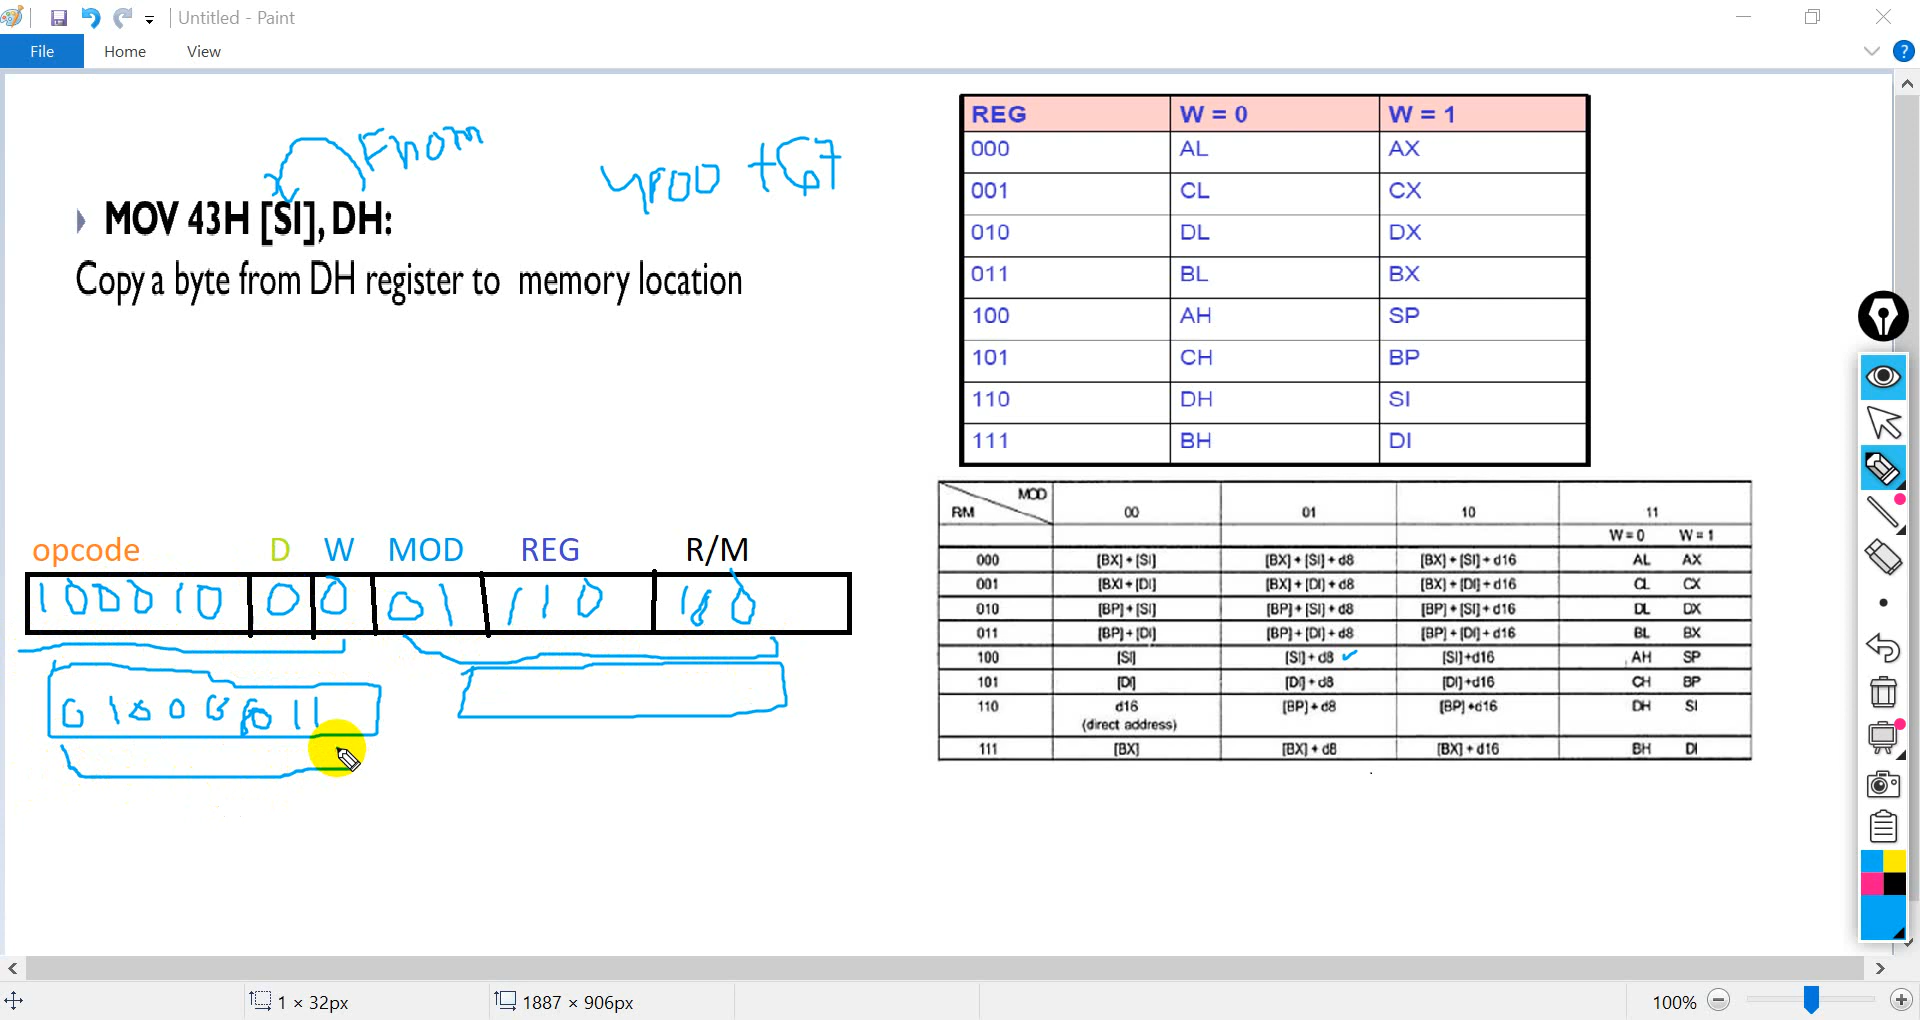 Untitled - Paint
File Home View
From
+67
MOV 43H [SI], DH:
Copy a byte from DH register to memory location
REG W = 0 W = 1
000 AL AX
001 CL CX
010 DL DX
011 BL BX
100 AH SP
101 CH BP
110 DH SI
111 BH DI
opcode D W MOD REG R/M
100010 0 0 01 110 100
01000011
MOD
RM 00 01 10 11
W=0 W=1
000 [BX]+[SI] [BX]+[SI]+d8 [BX]+[SI]+d16 AL AX
001 [BXI+[DI] [BX]+[DI]+d8 [BX]+[DI]+d16 CL CX
010 [BP]+[SI] [BP]+[SI]+d8 [BP]+[SI]+d16 DL DX
011 [BP]+[DI] [BP]+[DI]+d8 [BP]+[DI]+d16 BL BX
100 [SI] [SI]+d8 [SI]+d16 AH SP
101 [DI] [DI]+d8 [DI]+d16 CH BP
110 d16 [BP]+d8 [BP]+d16 DH SI
(direct address)
111 [BX] [BX]+d8 [BX]+d16 BH DI
1 × 32px 1887 × 906px 100%